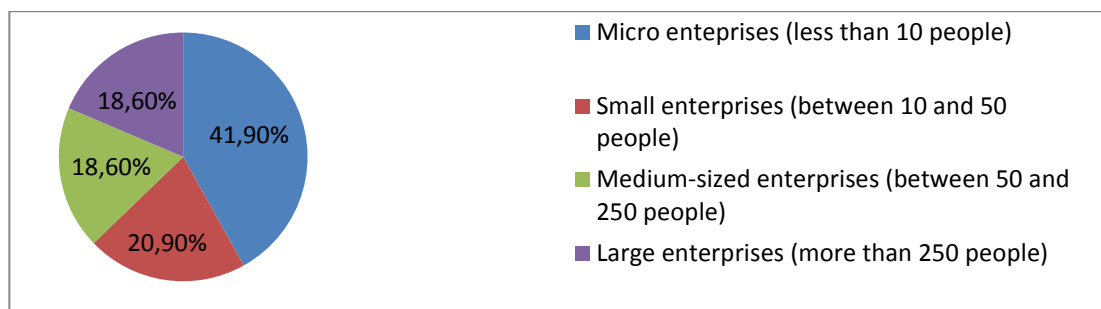 18,60%
41,90%
18,60%
20,90%
Micro enteprises (less than 10 people)
Small enterprises (between 10 and 50
people)
Medium-sized enterprises (between 50 and
250 people)
Large enterprises (more than 250 people)